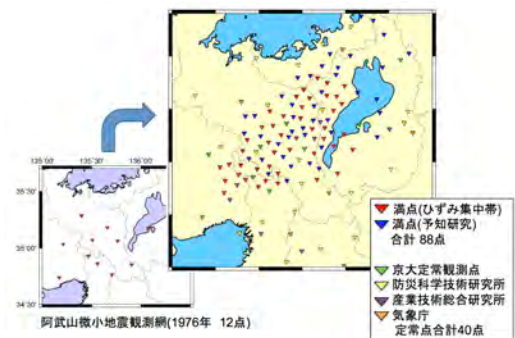 135°00' 135°30' 136°00'
35°30'
35°00'
34°30'
阿武山微小地震観測網(1976年 12点)
満点(ひずみ集中帯)
満点(予知研究)
合計 88点
京大定常観測点
防災科学技術研究所
産業技術総合研究所
気象庁
定常点合計40点